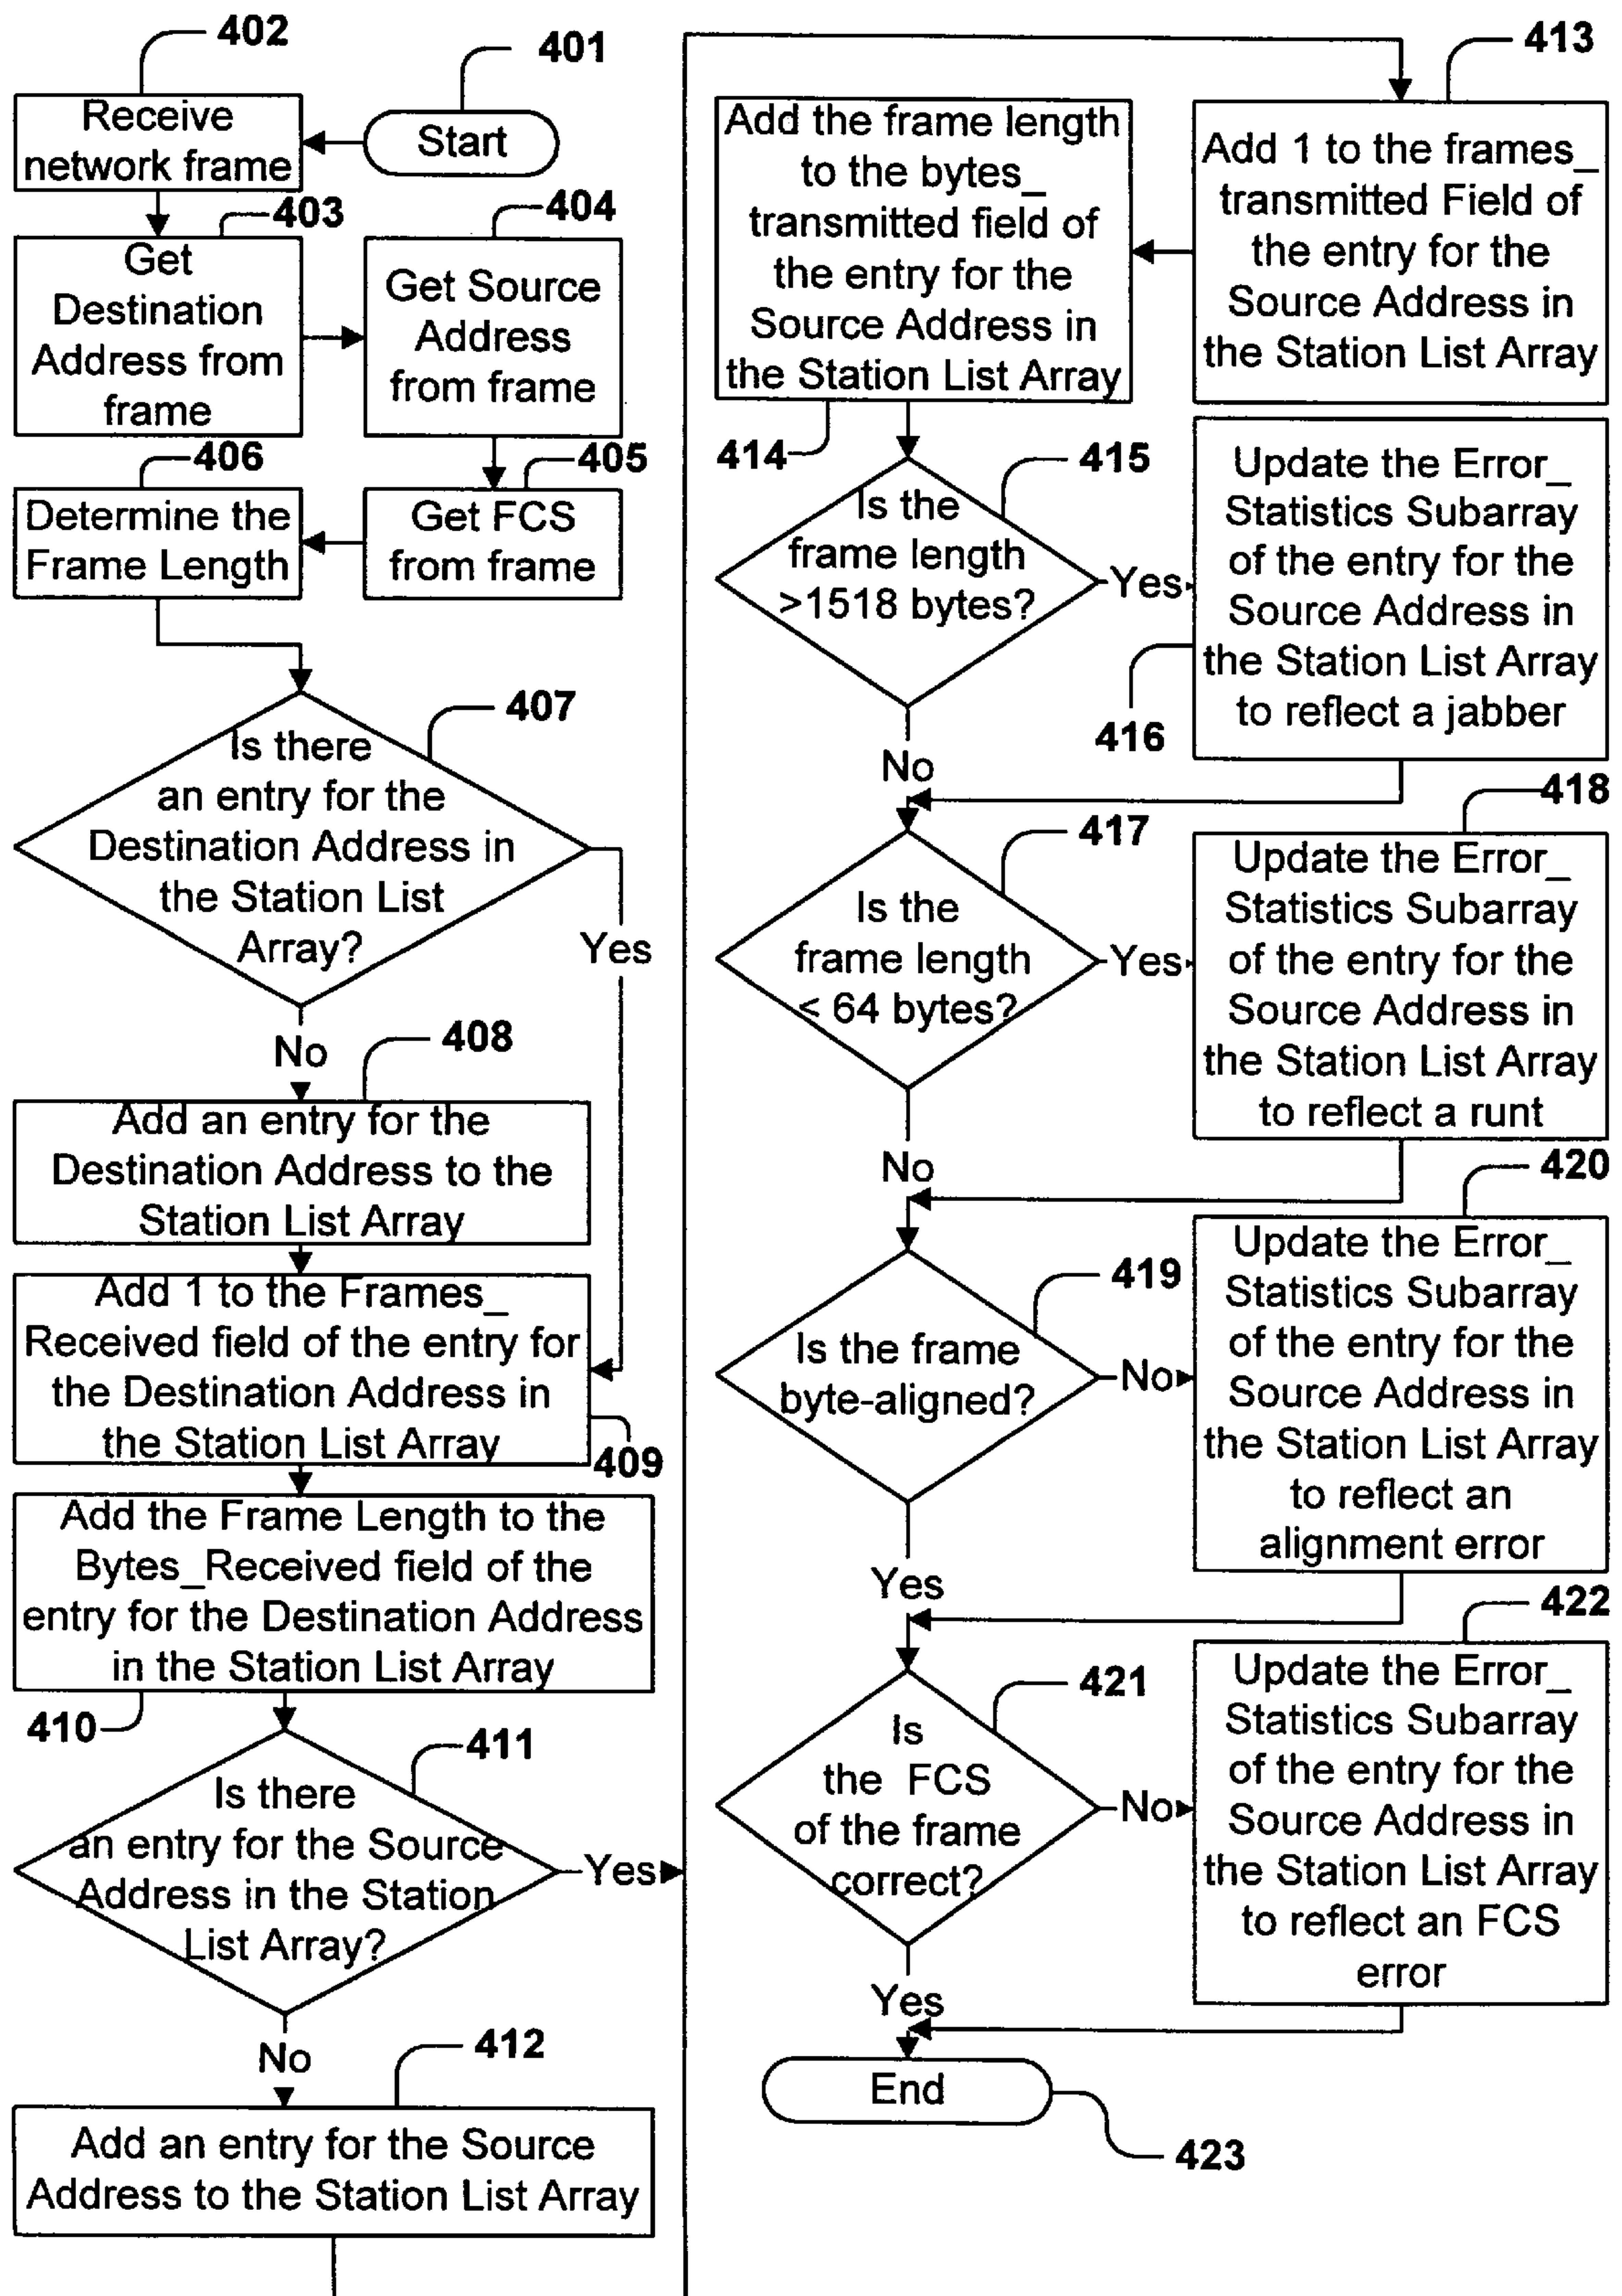 402
401
Start
Receive
network frame
403
Get
Destination
Address from
frame
404
Get Source
Address
from frame
405
Get FCS
from frame
406
Determine the
Frame Length
407
Is there
an entry for the
Destination Address in
the Station List
Array?
Yes
No
408
Add an entry for the
Destination Address to the
Station List Array
Add 1 to the Frames_
Received field of the entry for
the Destination Address in
the Station List Array
409
Add the Frame Length to the
Bytes_Received field of the
entry for the Destination Address
in the Station List Array
410
411
Is there
an entry for the Source
Address in the Station
List Array?
Yes
No
412
Add an entry for the Source
Address to the Station List Array
413
Add 1 to the frames_
transmitted Field of
the entry for the
Source Address in
the Station List Array
Add the frame length
to the bytes_
transmitted field of
the entry for the
Source Address in
the Station List Array
414
415
Is the
frame length
>1518 bytes?
Yes
No
416
Update the Error_
Statistics Subarray
of the entry for the
Source Address in
the Station List Array
to reflect a jabber
417
Is the
frame length
< 64 bytes?
Yes
No
418
Update the Error_
Statistics Subarray
of the entry for the
Source Address in
the Station List Array
to reflect a runt
419
Is the frame
byte-aligned?
No
Yes
420
Update the Error_
Statistics Subarray
of the entry for the
Source Address in
the Station List Array
to reflect an
alignment error
421
Is
the FCS
of the frame
correct?
No
Yes
422
Update the Error_
Statistics Subarray
of the entry for the
Source Address in
the Station List Array
to reflect an FCS
error
End
423